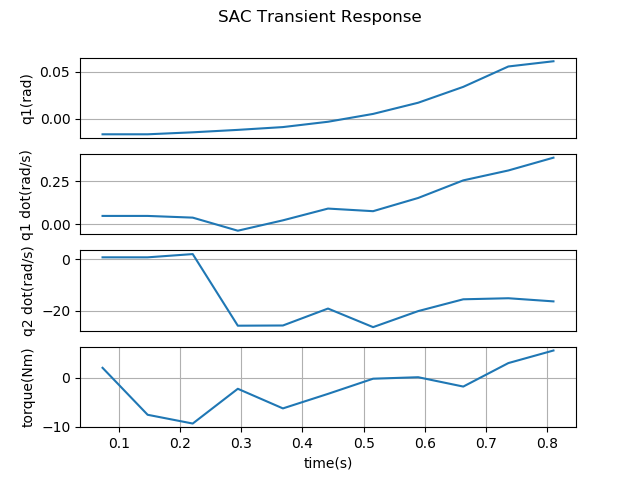 SAC Transient Response
q1(rad)
0.05
0.00
q1 dot(rad/s)
0.25
0.00
q2 dot(rad/s)
0
−20
torque(Nm)
0
−10
0.1 0.2 0.3 0.4 0.5 0.6 0.7 0.8
time(s)